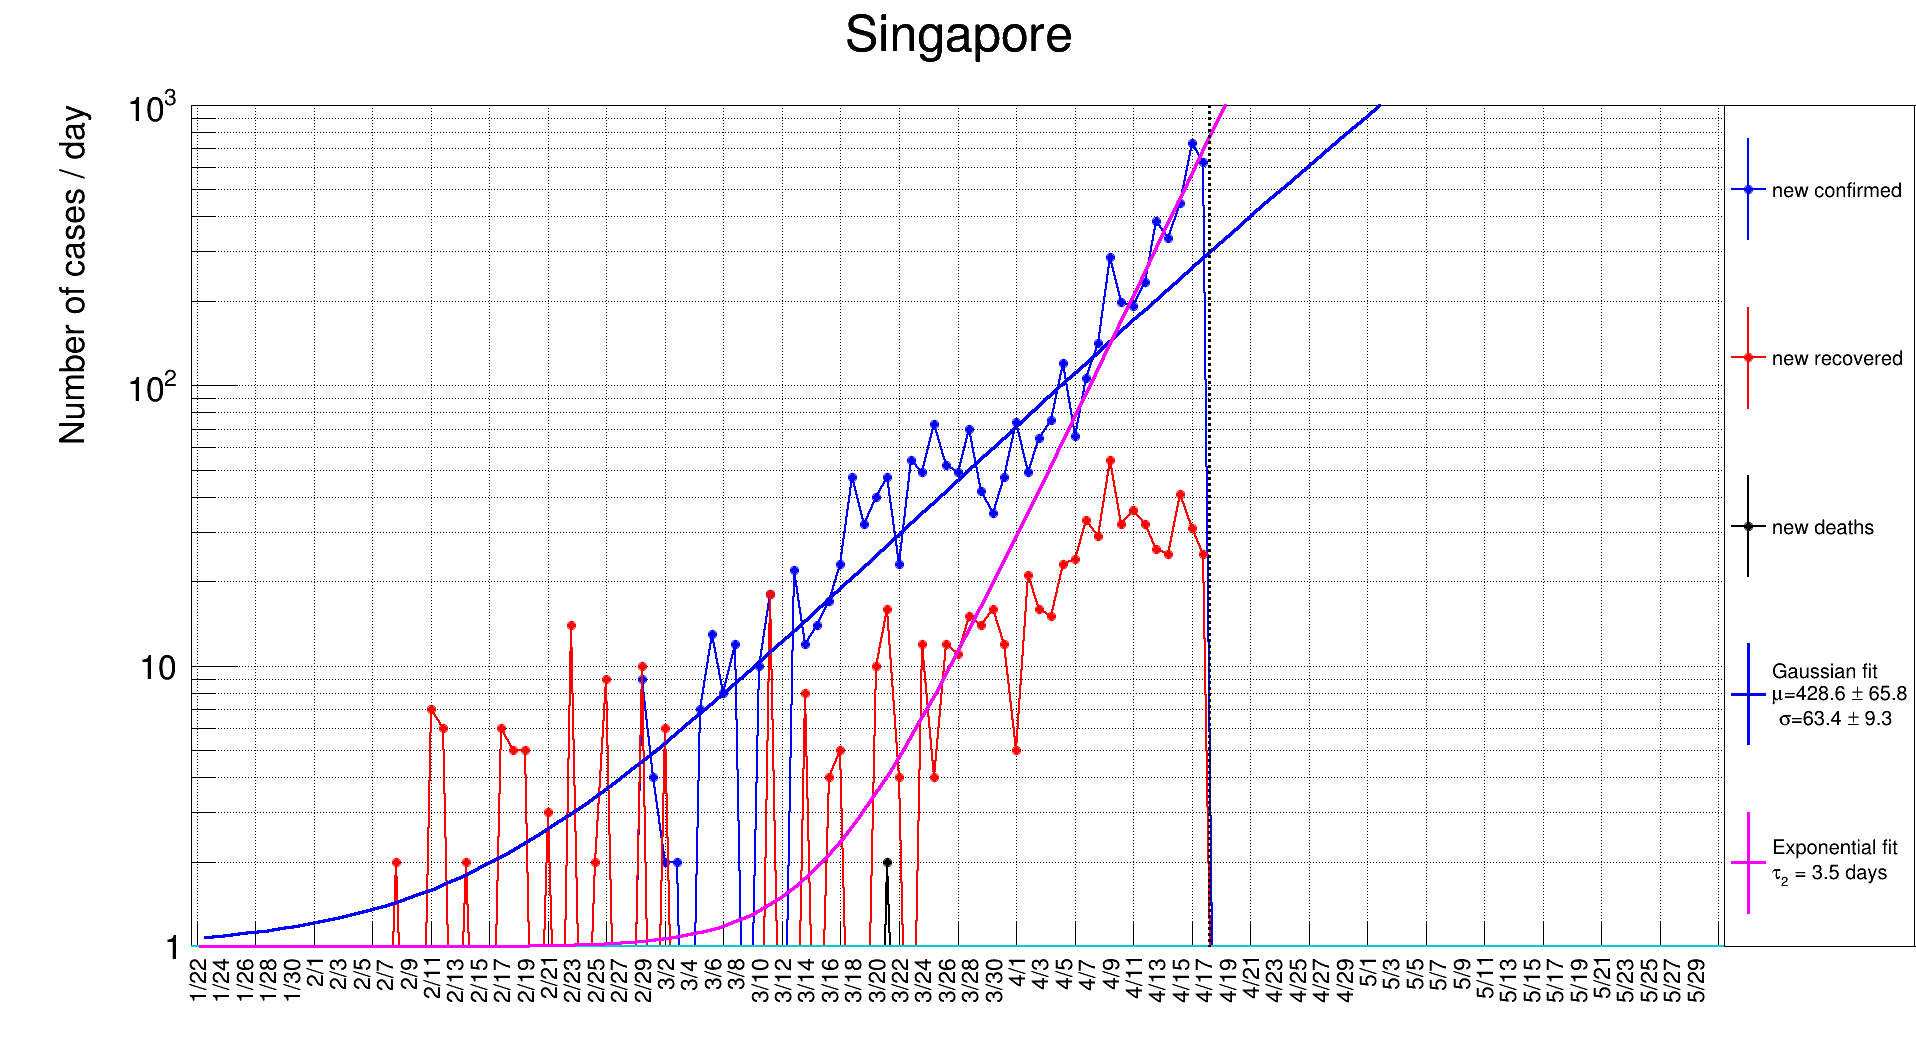 Singapore
Number of cases / day
10³
10²
10
1
1/22 1/24 1/26 1/28 1/30 2/1 2/3 2/5 2/7 2/9 2/11 2/13 2/15 2/17 2/19 2/21 2/23 2/25 2/27 2/29 3/2 3/4 3/6 3/8 3/10 3/12 3/14 3/16 3/18 3/20 3/22 3/24 3/26 3/28 3/30 4/1 4/3 4/5 4/7 4/9 4/11 4/13 4/15 4/17 4/19 4/21 4/23 4/25 4/27 4/29 5/1 5/3 5/5 5/7 5/9 5/11 5/13 5/15 5/17 5/19 5/21 5/23 5/25 5/27 5/29
new confirmed
new recovered
new deaths
Gaussian fit
μ=428.6 ± 65.8
σ=63.4 ± 9.3
Exponential fit
τ₂ = 3.5 days